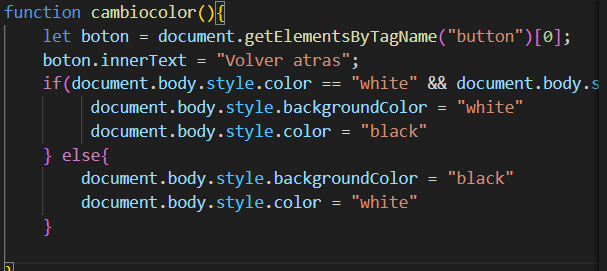 function cambiocolor(){
let boton = document.getElementsByTagName("button")[0];
boton.innerText = "Volver atras";
if(document.body.style.color == "white" && document.body.s
document.body.style.backgroundColor = "white"
document.body.style.color = "black"
} else{
document.body.style.backgroundColor = "black"
document.body.style.color = "white"
}
}